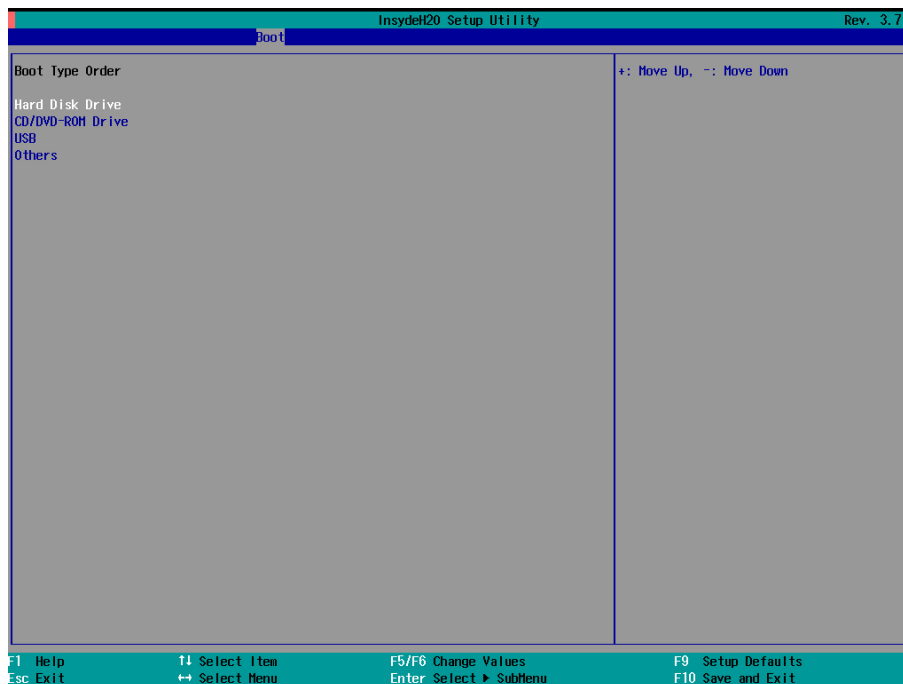 InsydeH20 Setup Utility Rev. 3.7
Boot
Boot Type Order
+: Move Up, -: Move Down
Hard Disk Drive
CD/DVD-ROM Drive
USB
Others
F1 Help ↑↓ Select Item F5/F6 Change Values F9 Setup Defaults
Esc Exit ↔ Select Menu Enter Select ▶ SubMenu F10 Save and Exit